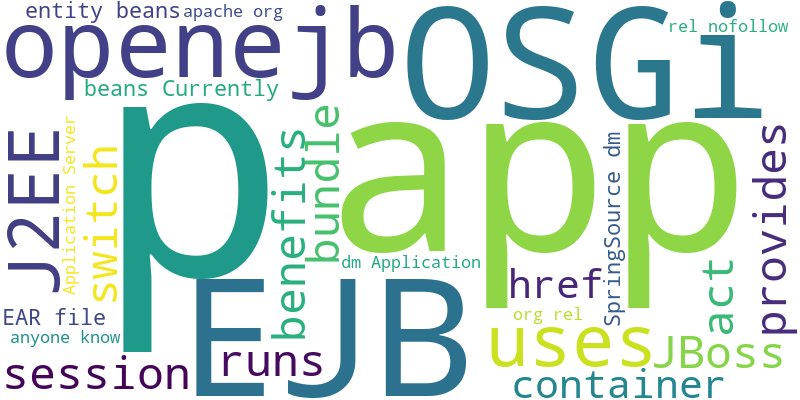 entity beans
apache org
openejb
OSGi
rel nofollow
beans Currently
p
app
J2EE
Application Server
switch
benefits
bundle
SpringSource dm
provides
dm Application
act
href
EJB
org rel
EAR file
anyone know
uses
JBoss
session
runs
container